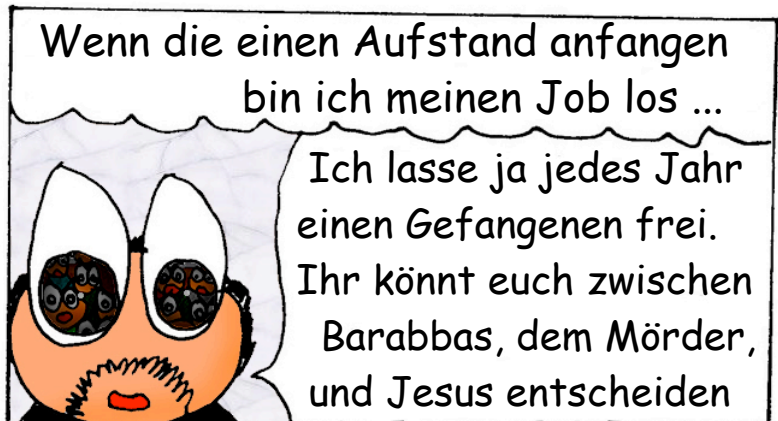 Wenn die einen Aufstand anfangen
bin ich meinen Job los ...
Ich lasse ja jedes Jahr
einen Gefangenen frei.
Ihr könnt euch zwischen
Barabbas, dem Mörder,
und Jesus entscheiden